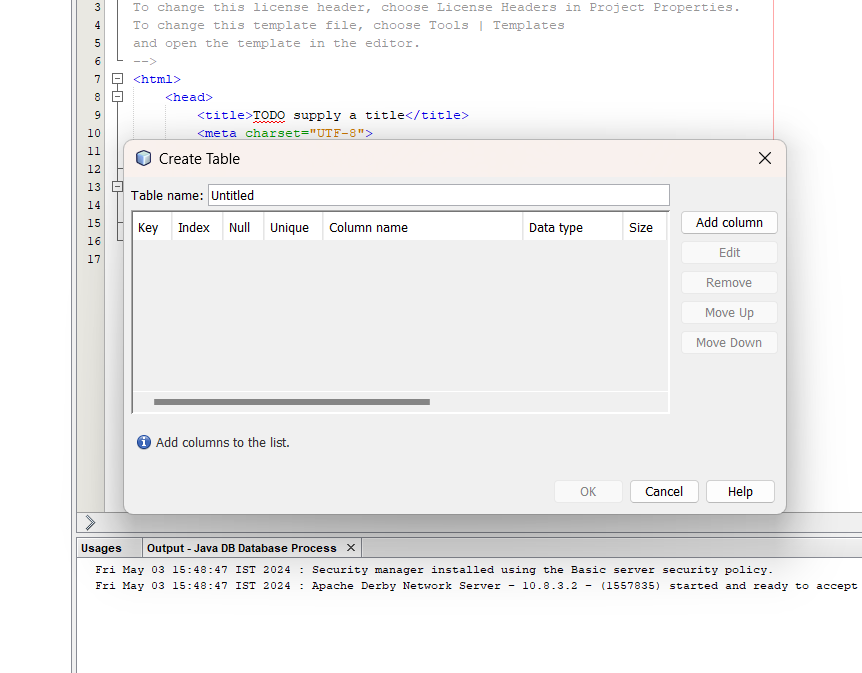 3 To change this license header, choose License Headers in Project Properties.
4 To change this template file, choose Tools | Templates
5 and open the template in the editor.
6 -->
7 <html>
8 <head>
9 <title>TODO supply a title</title>
10 <meta charset="UTF-8">
11
12
13
14
15
16
17
Create Table
Table name: Untitled
Key Index Null Unique Column name Data type Size
Add column
Edit
Remove
Move Up
Move Down
Add columns to the list.
OK Cancel Help
Usages Output - Java DB Database Process
Fri May 03 15:48:47 IST 2024 : Security manager installed using the Basic server security policy.
Fri May 03 15:48:47 IST 2024 : Apache Derby Network Server - 10.8.3.2 - (1557835) started and ready to accept